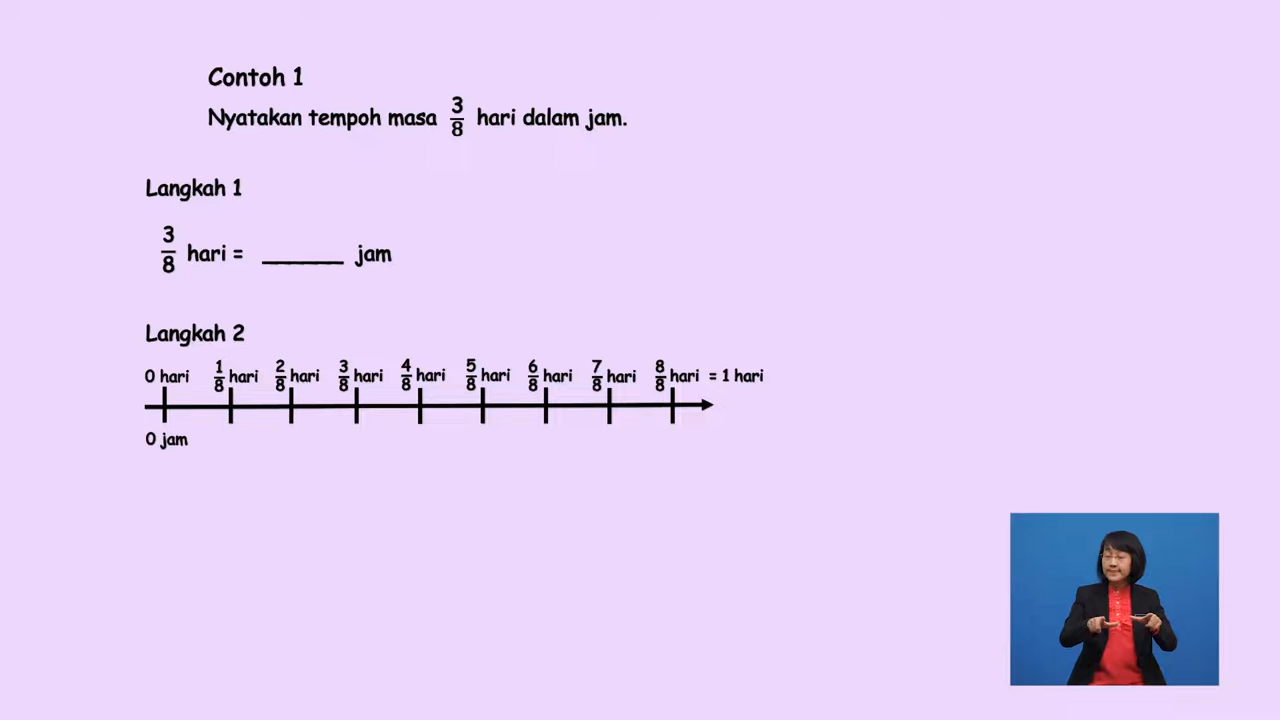 Contoh 1
Nyatakan tempoh masa 3/8 hari dalam jam.
Langkah 1
3/8 hari = ______ jam
Langkah 2
0 hari 1/8 hari 2/8 hari 3/8 hari 4/8 hari 5/8 hari 6/8 hari 7/8 hari 8/8 hari = 1 hari
0 jam